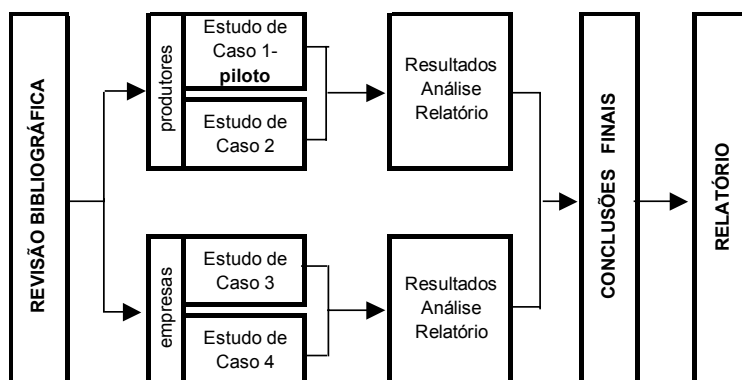 REVISÃO BIBLIOGRÁFICA
produtores
Estudo de
Caso 1-
piloto
Estudo de
Caso 2
Resultados
Análise
Relatório
empresas
Estudo de
Caso 3
Estudo de
Caso 4
Resultados
Análise
Relatório
CONCLUSÕES FINAIS
RELATÓRIO